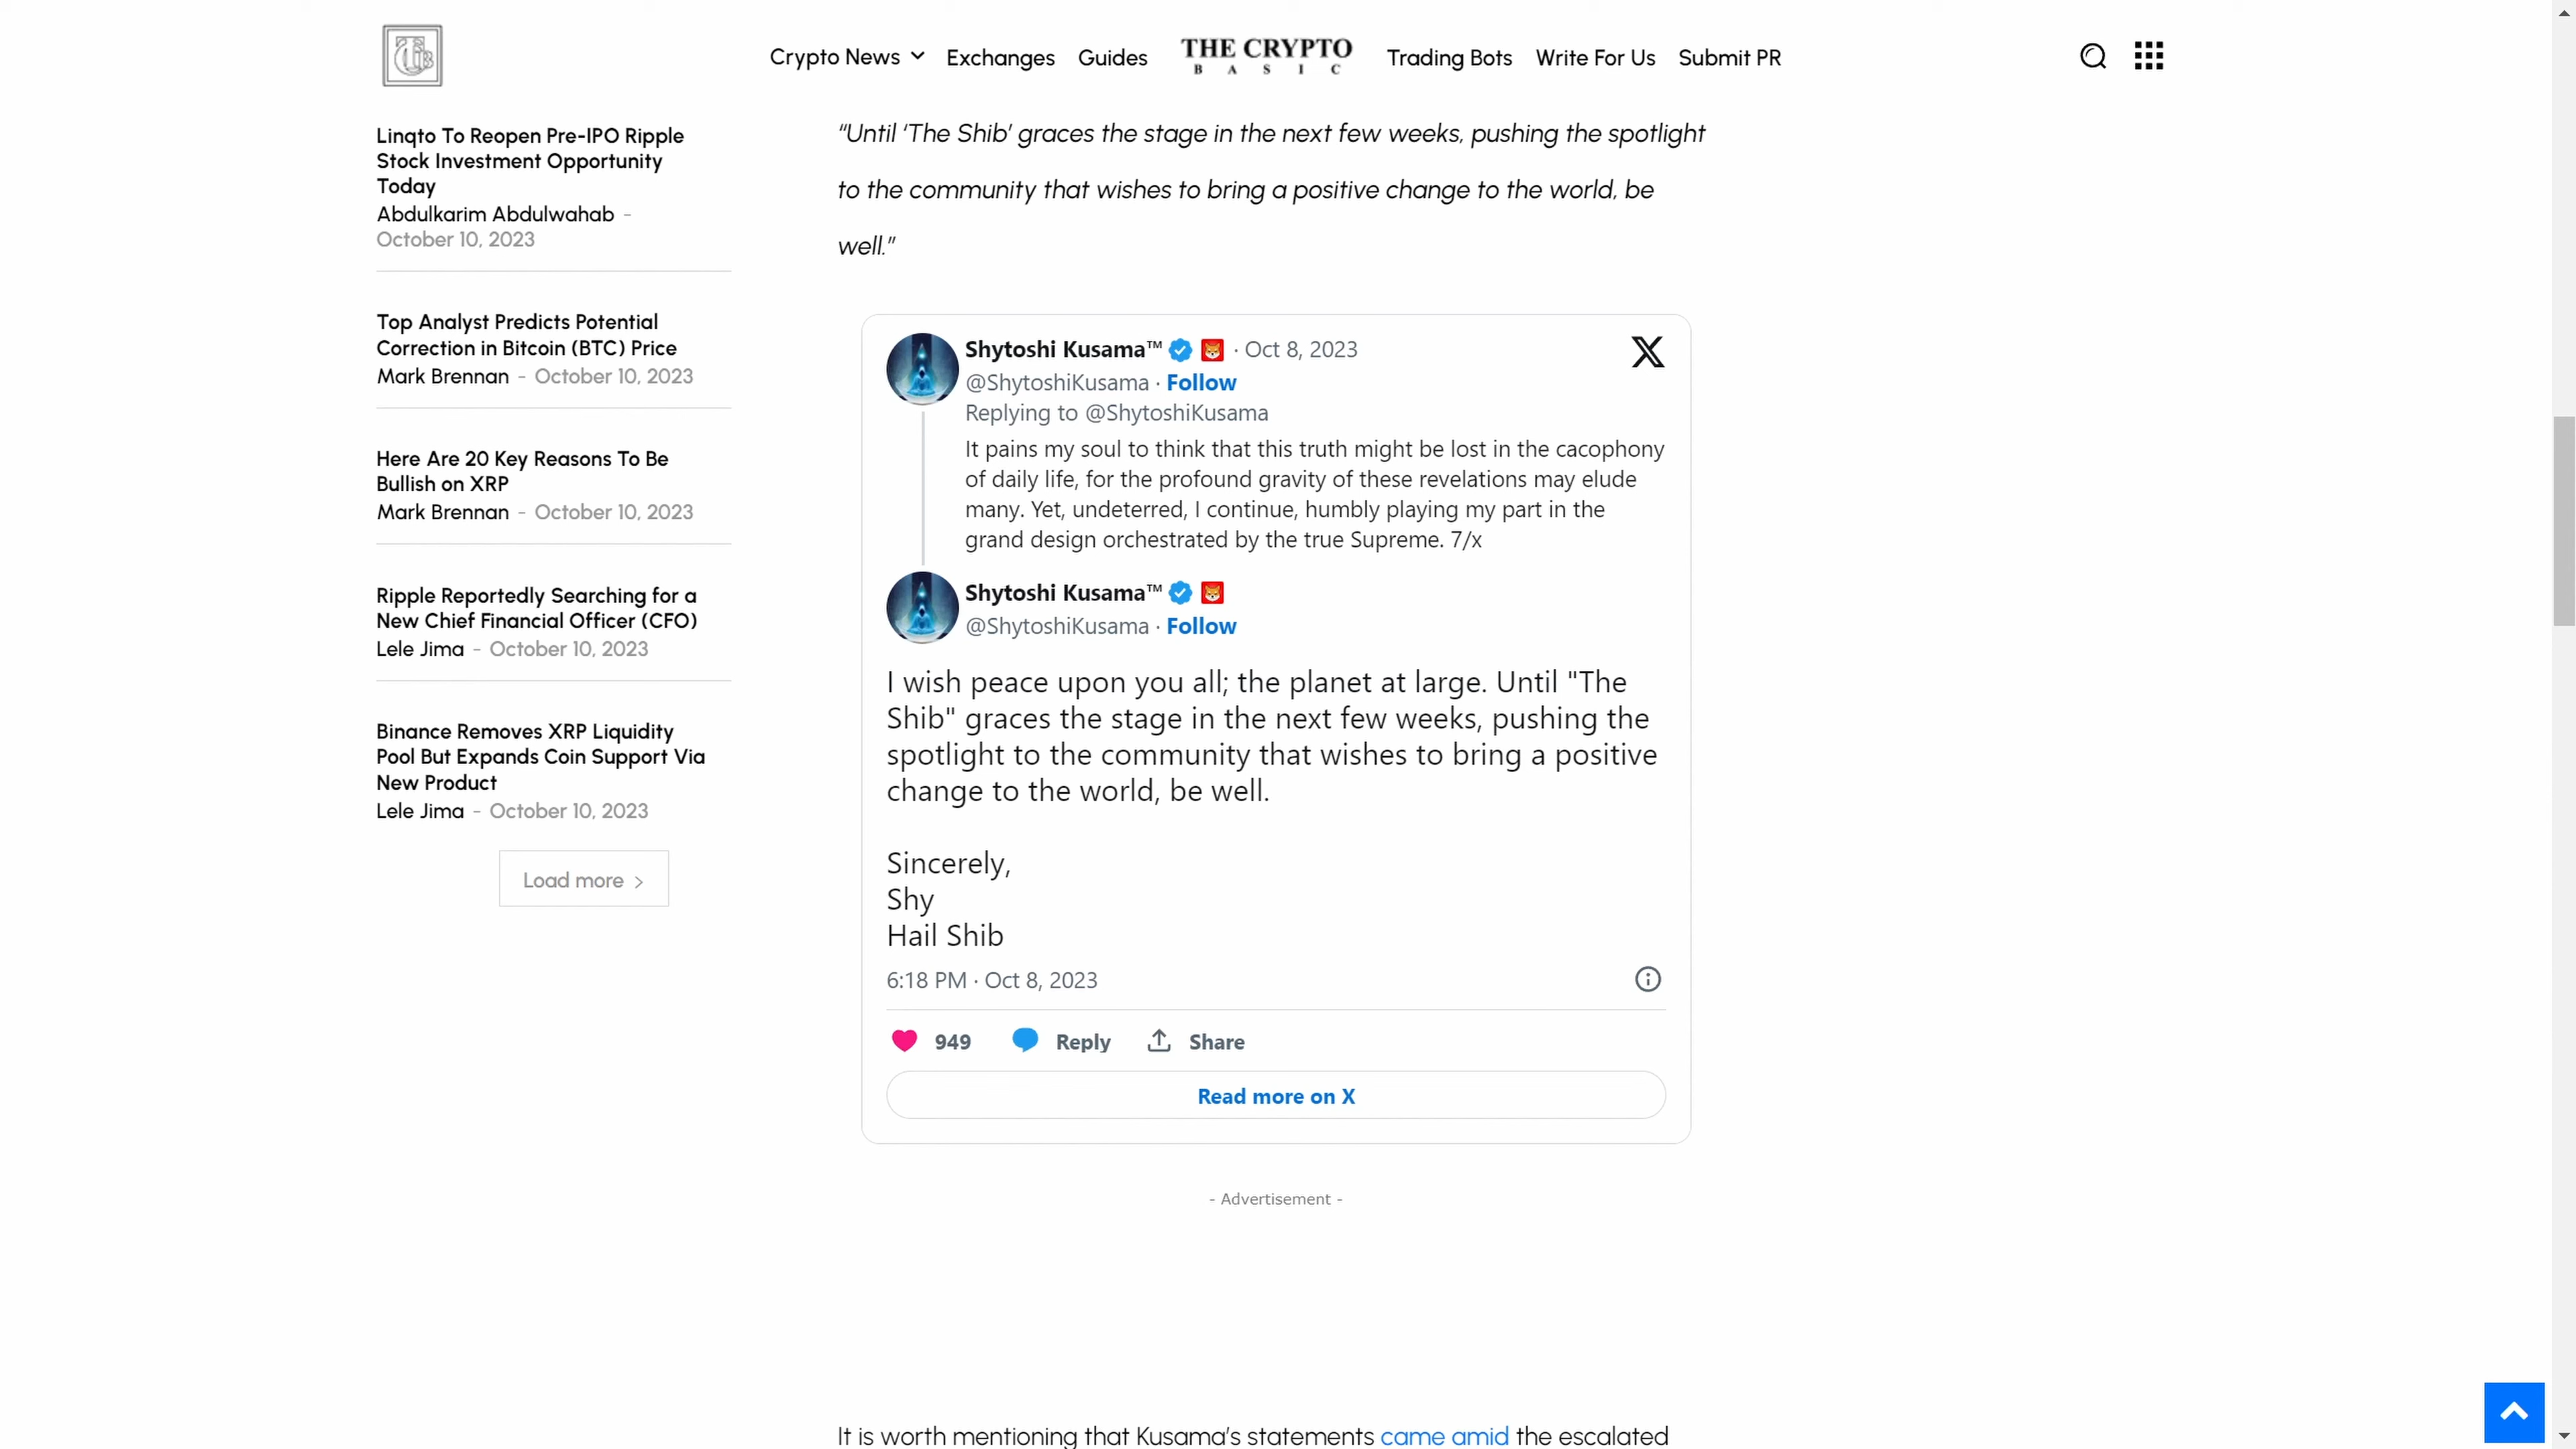 Crypto News
Exchanges
Guides
THE CRYPTO
BASIC
Trading Bots
Write For Us
Submit PR
Linqto To Reopen Pre-IPO Ripple
Stock Investment Opportunity
Today
Abdulkarim Abdulwahab -
October 10, 2023
Top Analyst Predicts Potential
Correction in Bitcoin (BTC) Price
Mark Brennan - October 10, 2023
Here Are 20 Key Reasons To Be
Bullish on XRP
Mark Brennan - October 10, 2023
Ripple Reportedly Searching for a
New Chief Financial Officer (CFO)
Lele Jima - October 10, 2023
Binance Removes XRP Liquidity
Pool But Expands Coin Support Via
New Product
Lele Jima - October 10, 2023
Load more
“Until ‘The Shib’ graces the stage in the next few weeks, pushing the spotlight
to the community that wishes to bring a positive change to the world, be
well.”
Shytoshi Kusama™ · Oct 8, 2023
@ShytoshiKusama · Follow
Replying to @ShytoshiKusama
It pains my soul to think that this truth might be lost in the cacophony
of daily life, for the profound gravity of these revelations may elude
many. Yet, undeterred, I continue, humbly playing my part in the
grand design orchestrated by the true Supreme. 7/x
Shytoshi Kusama™
@ShytoshiKusama · Follow
I wish peace upon you all; the planet at large. Until "The
Shib" graces the stage in the next few weeks, pushing the
spotlight to the community that wishes to bring a positive
change to the world, be well.
Sincerely,
Shy
Hail Shib
6:18 PM · Oct 8, 2023
949 Reply Share
Read more on X
- Advertisement -
It is worth mentioning that Kusama’s statements came amid the escalated